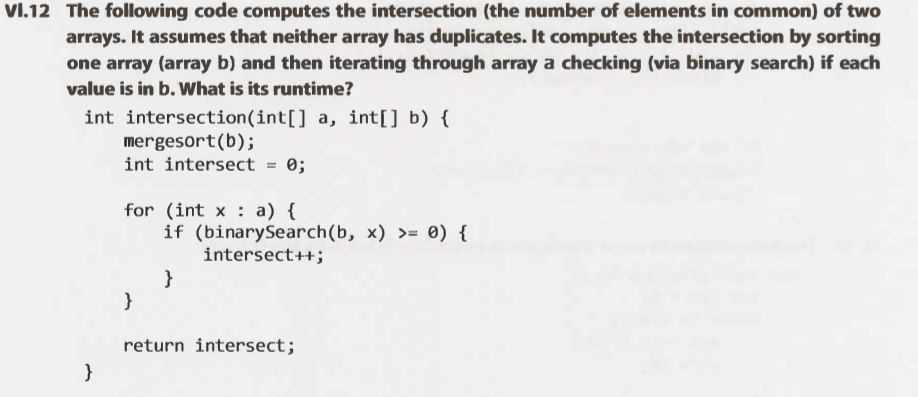 VI.12 The following code computes the intersection (the number of elements in common) of two
arrays. It assumes that neither array has duplicates. It computes the intersection by sorting
one array (array b) and then iterating through array a checking (via binary search) if each
value is in b. What is its runtime?
int intersection(int[] a, int[] b) {
mergesort(b);
int intersect = 0;
for (int x : a) {
if (binarySearch(b, x) >= 0) {
intersect++;
}
}
return intersect;
}